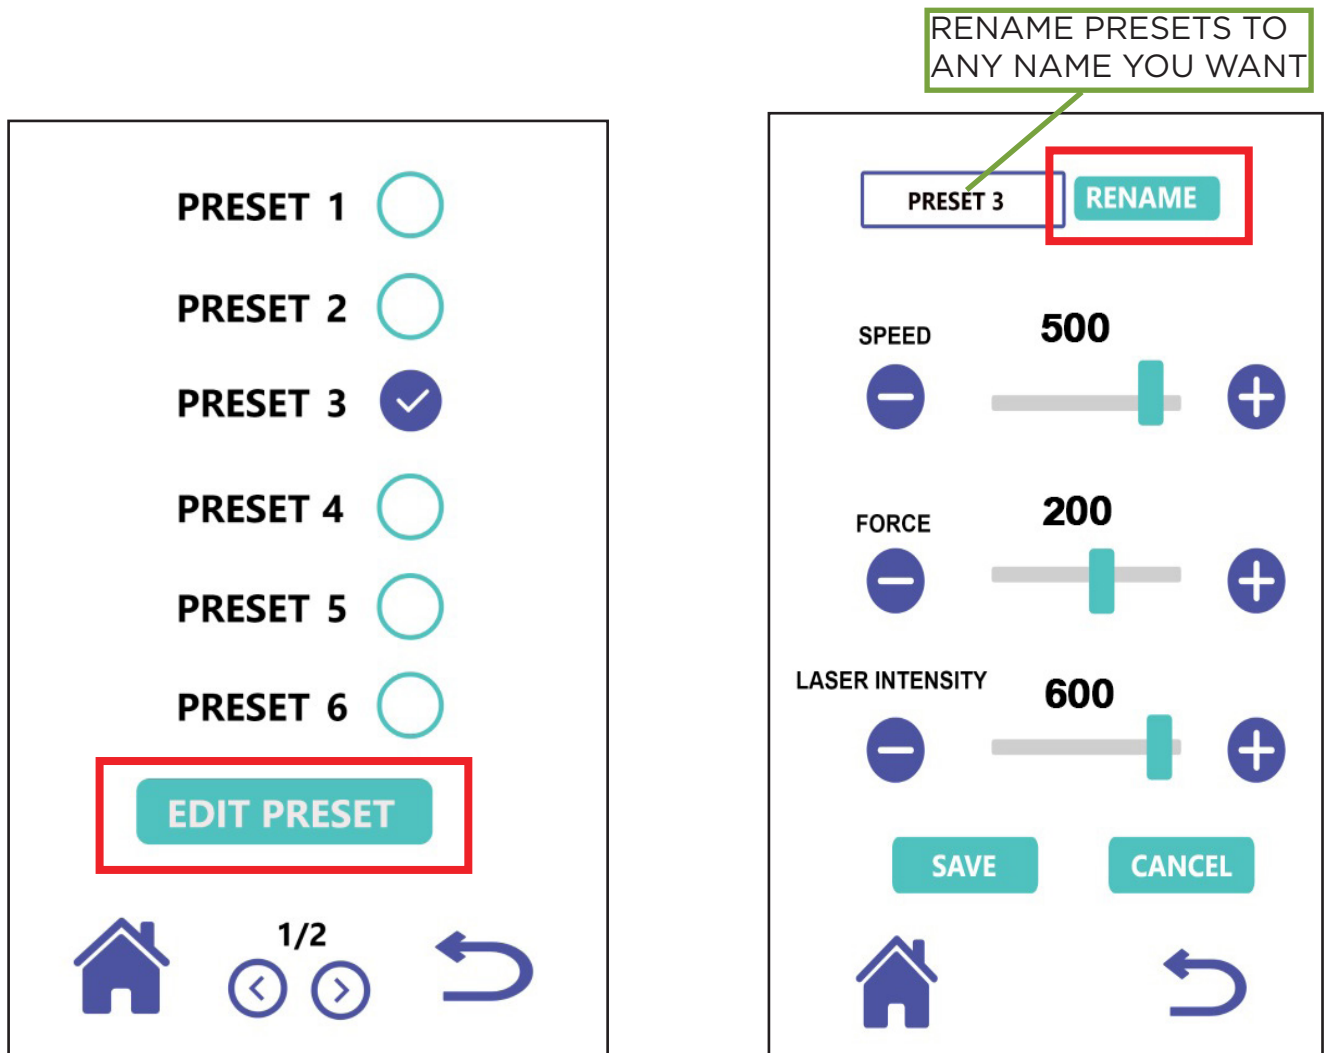 RENAME PRESETS TO
ANY NAME YOU WANT
PRESET 1
PRESET 2
PRESET 3
PRESET 4
PRESET 5
PRESET 6
EDIT PRESET
1/2
PRESET 3
RENAME
SPEED
500
FORCE
200
LASER INTENSITY
600
SAVE
CANCEL